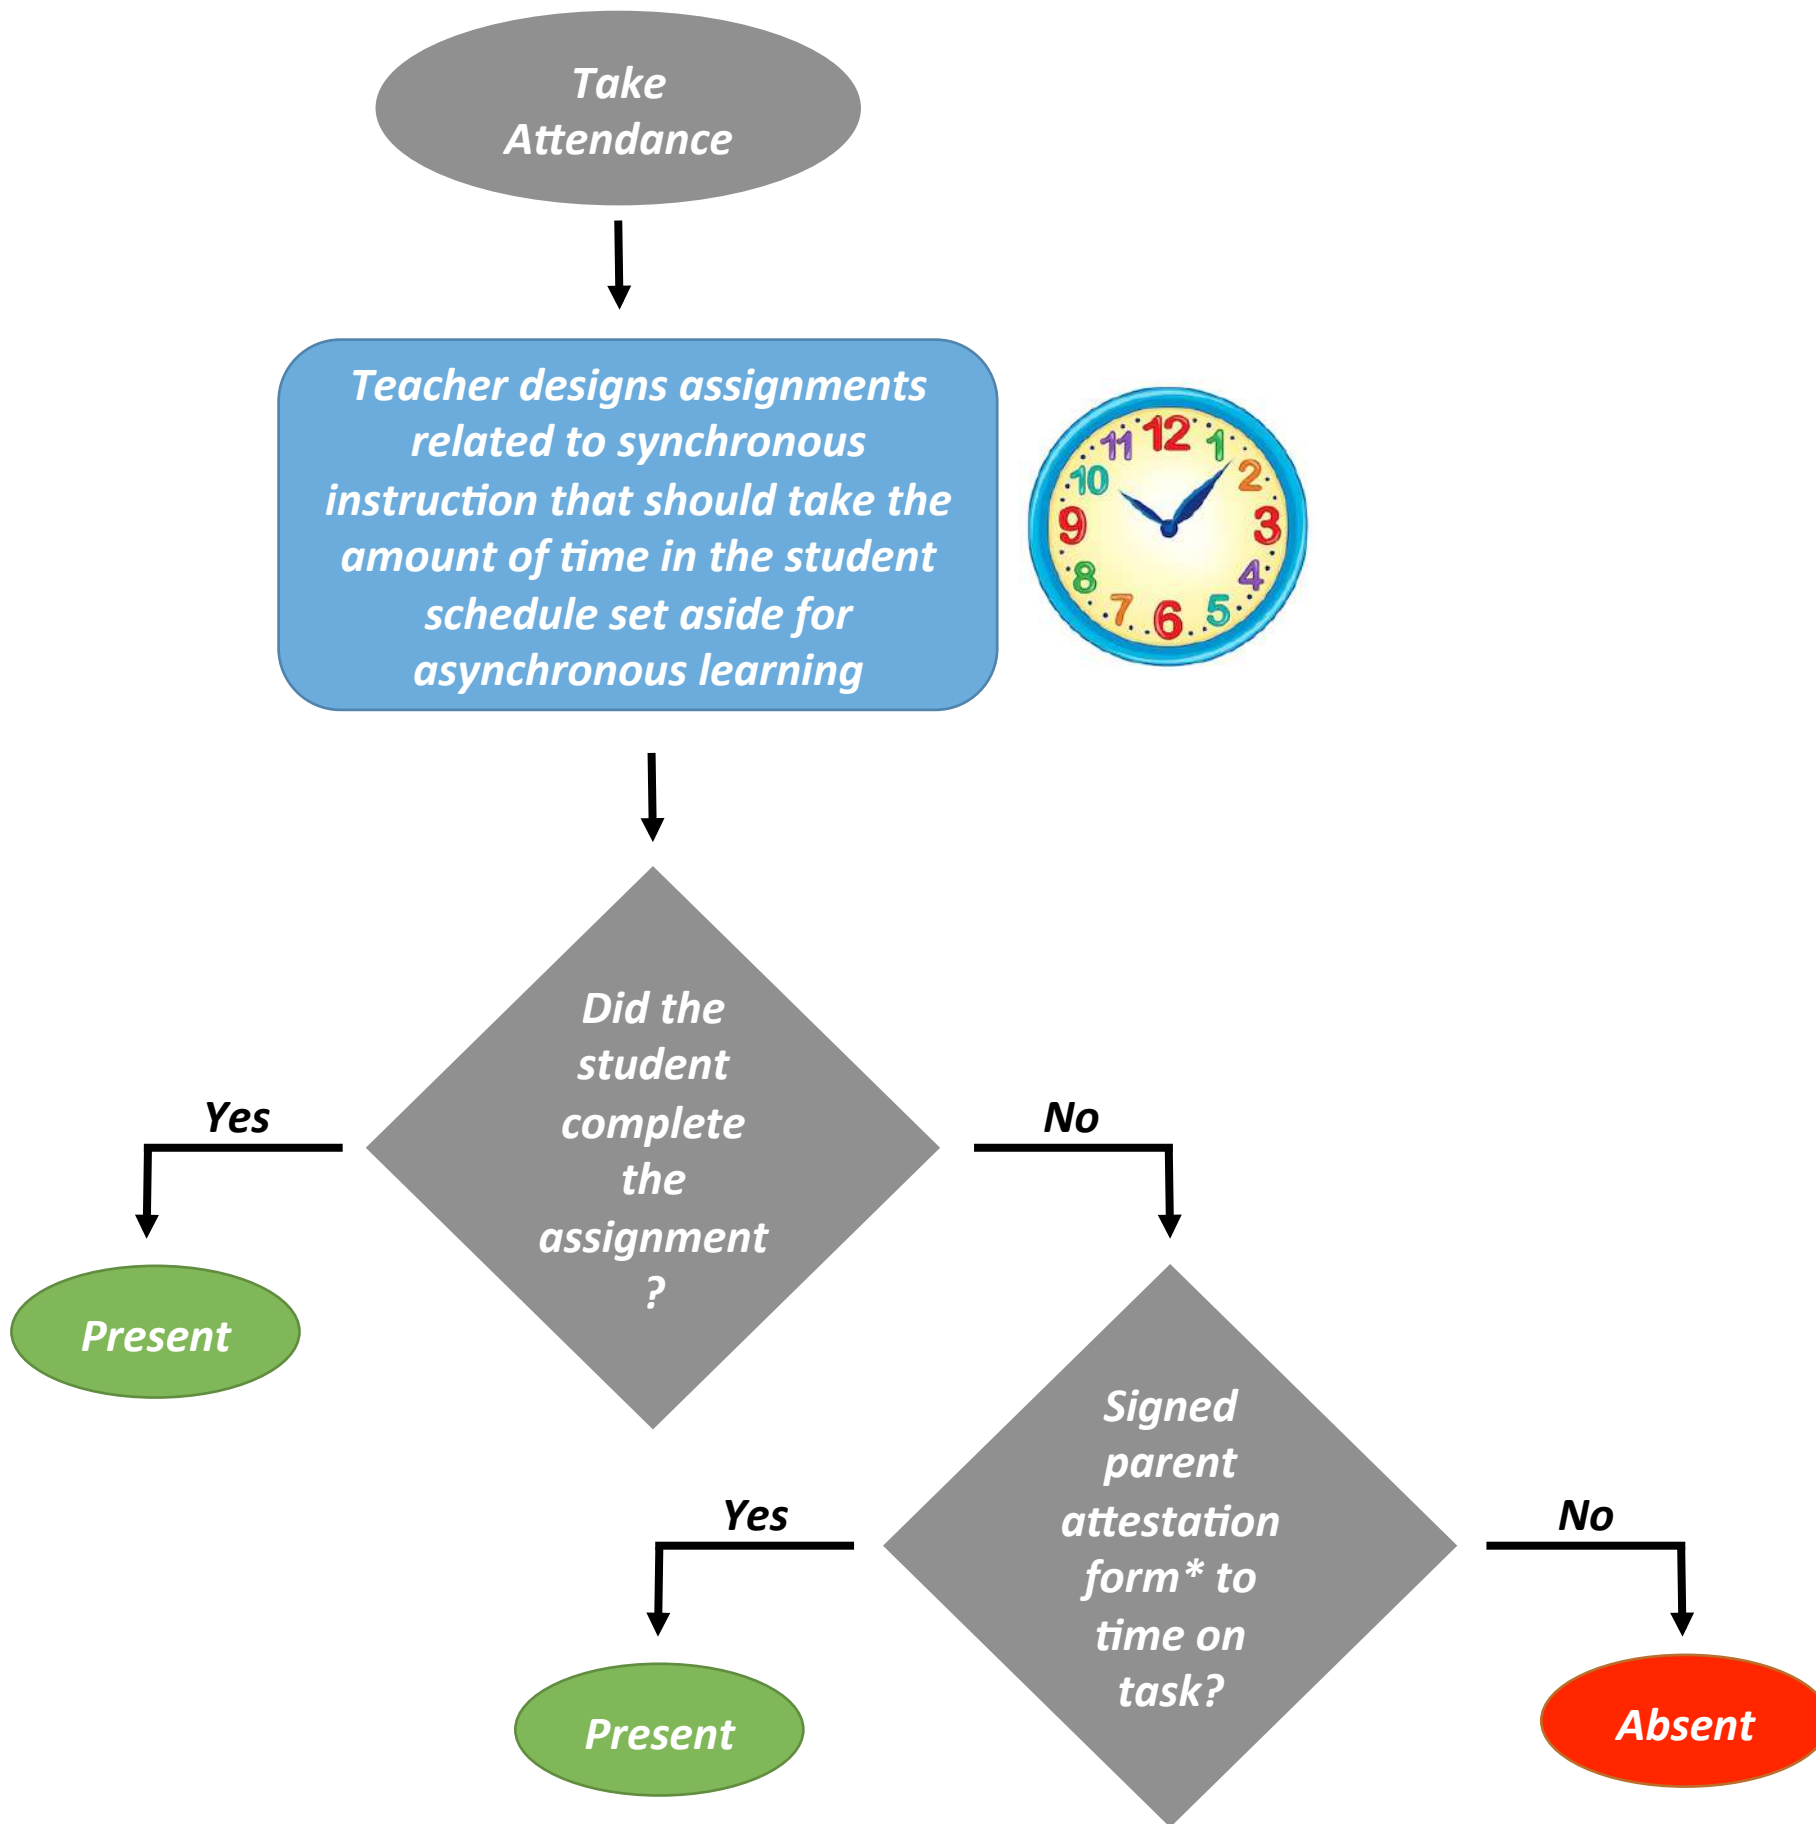 Take
Attendance
Teacher designs assignments
related to synchronous
instruction that should take the
amount of time in the student
schedule set aside for
asynchronous learning
12
1
2
3
4
5
6
7
8
9
10
11
Did the
student
complete
the
assignment
?
Yes
No
Present
Signed
parent
attestation
form* to
time on
task?
Yes
No
Present
Absent